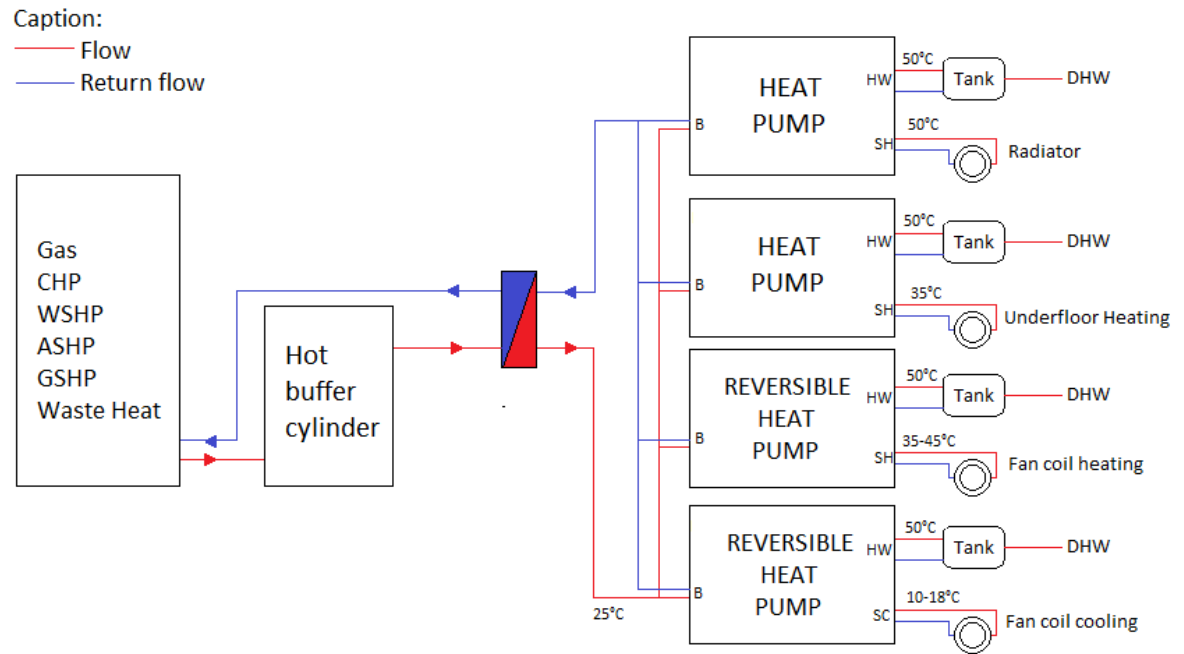 Caption:
Flow
Return flow
Gas
CHP
WSHP
ASHP
GSHP
Waste Heat
Hot
buffer
cylinder
25°C
B
HEAT
PUMP
HW
50°C
Tank
DHW
SH
50°C
Radiator
B
HEAT
PUMP
HW
50°C
Tank
DHW
SH
35°C
Underfloor Heating
B
REVERSIBLE
HEAT
PUMP
HW
50°C
Tank
DHW
SH
35-45°C
Fan coil heating
B
REVERSIBLE
HEAT
PUMP
HW
50°C
Tank
DHW
SC
10-18°C
Fan coil cooling